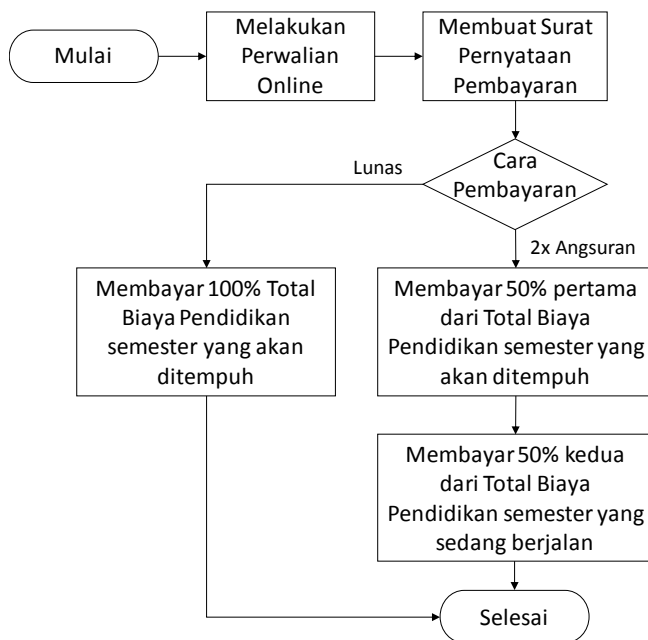 Mulai
Melakukan
Perwalian
Online
Membuat Surat
Pernyataan
Pembayaran
Cara
Pembayaran
Lunas
2x Angsuran
Membayar 100% Total
Biaya Pendidikan
semester yang akan
ditempuh
Membayar 50% pertama
dari Total Biaya
Pendidikan semester yang
akan ditempuh
Membayar 50% kedua
dari Total Biaya
Pendidikan semester yang
sedang berjalan
Selesai